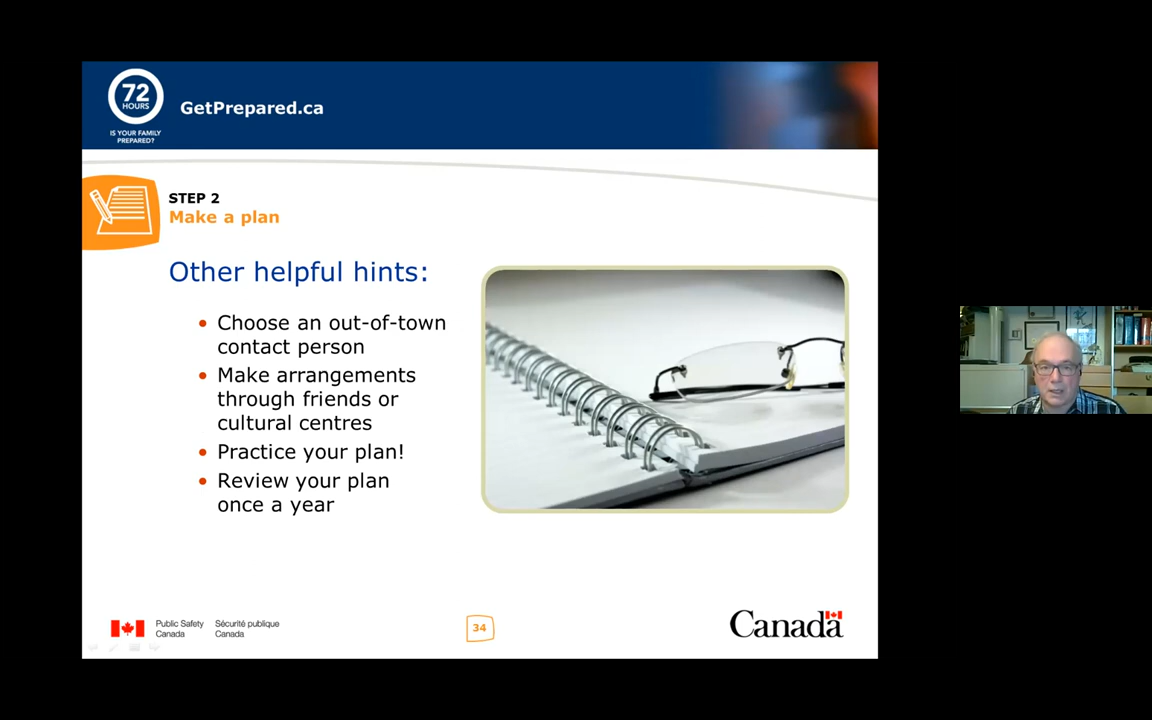 72
HOURS
IS YOUR FAMILY
PREPARED?
GetPrepared.ca
STEP 2
Make a plan
Other helpful hints:
• Choose an out-of-town
contact person
• Make arrangements
through friends or
cultural centres
• Practice your plan!
• Review your plan
once a year
Public Safety
Canada
Sécurité publique
Canada
34
Canada